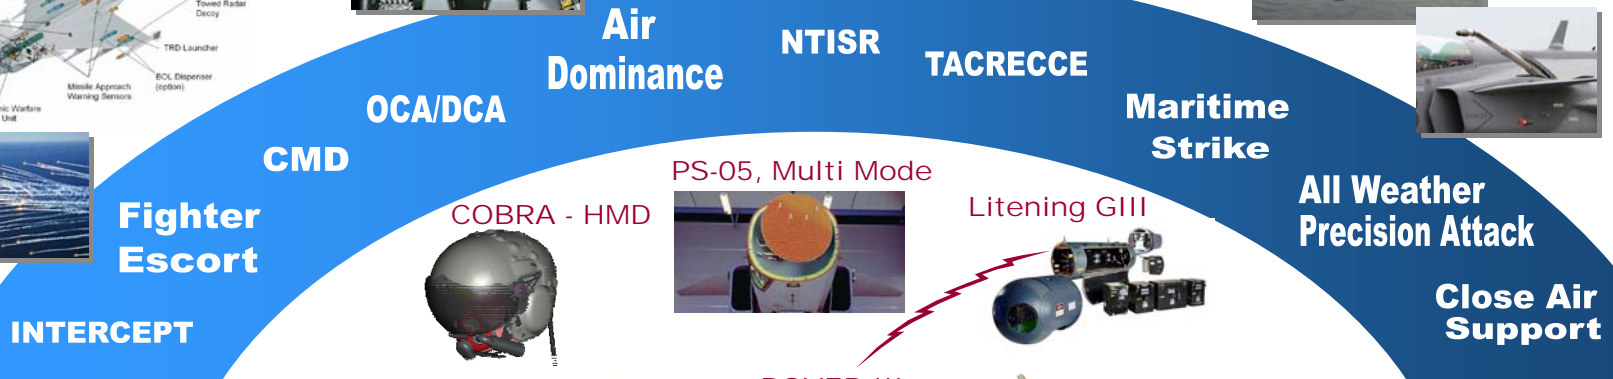 Towed Radar
Decoy
TRD Launcher
BOL Dispenser
(option)
Missile Approach
Warning Sensors
Warfare
Unit
Air
Dominance
NTISR
TACRECCE
OCA/DCA
Maritime
Strike
CMD
All Weather
Precision Attack
Fighter
Escort
Close Air
Support
INTERCEPT
PS-05, Multi Mode
COBRA - HMD
Litening GIII